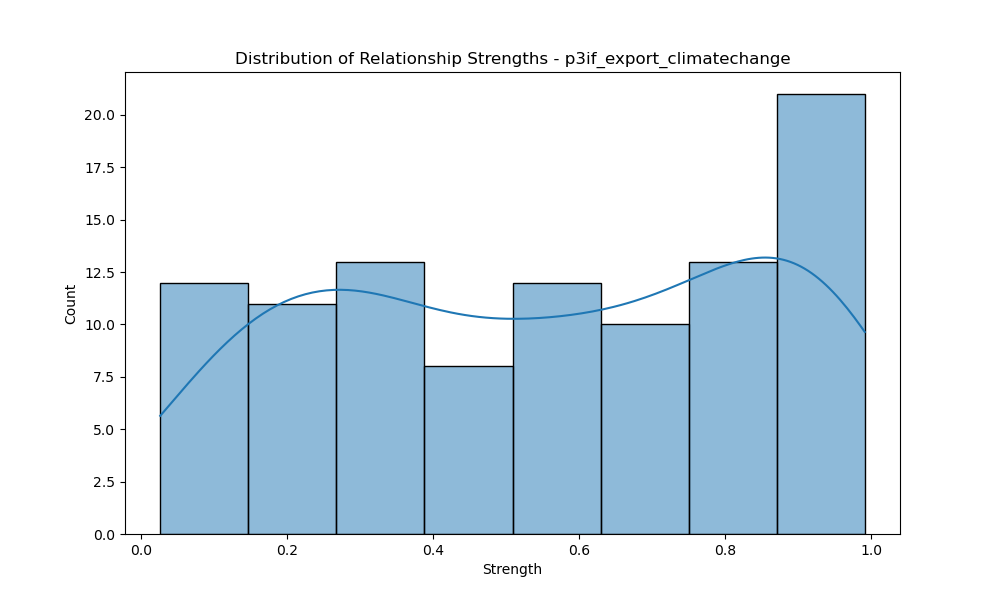 Distribution of Relationship Strengths - p3if_export_climatechange
20.0
17.5
15.0
12.5
10.0
7.5
5.0
2.5
0.0
Count
0.0 0.2 0.4 0.6 0.8 1.0
Strength